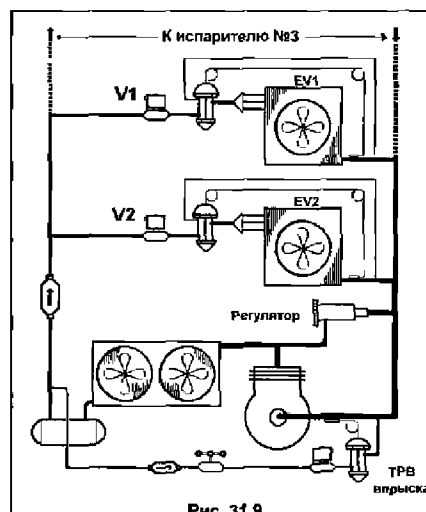 К испарителю №3
EV1
V1
EV2
V2
Регулятор
ТРВ
впрыска
Рис. 31.9